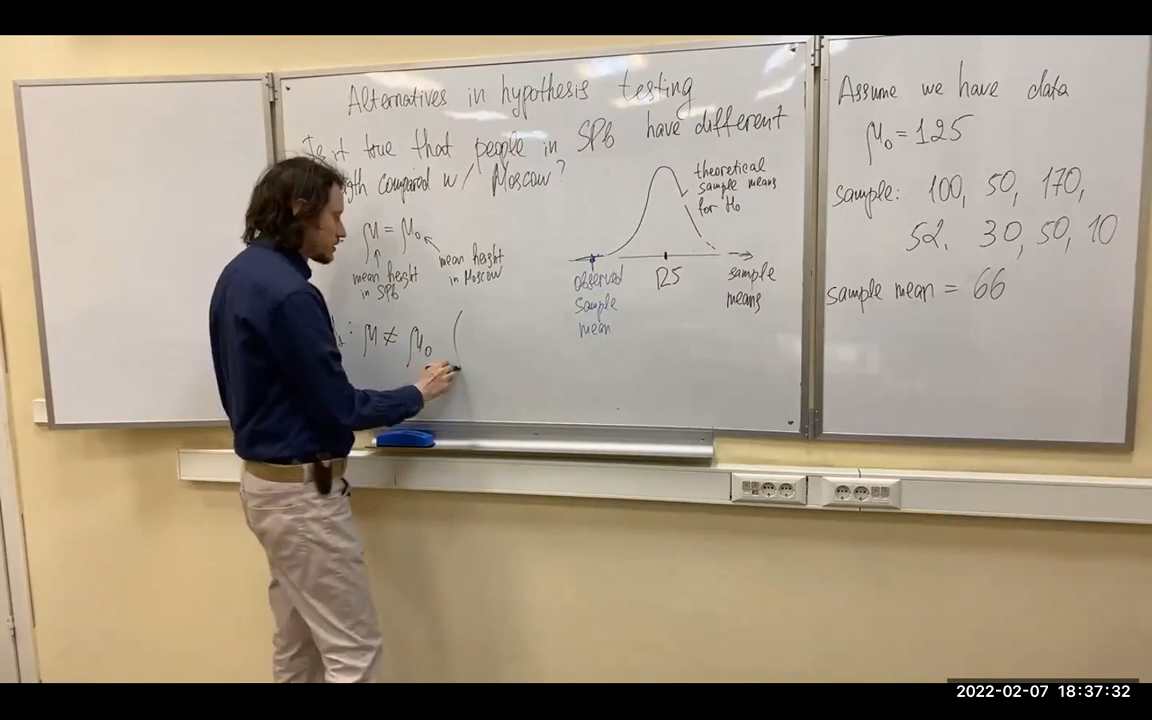 Alternatives in hypothesis testing
Is it true that people in SPb have different
compared w/ Moscow?
μ = μ₀
mean height
in SPb
mean height
in Moscow
: μ ≠ μ₀ (
theoretical
sample means
for H₀
observed
sample
mean
125
sample
means
Assume we have data
μ₀ = 125
sample: 100, 50, 170,
52, 30, 50, 10
sample mean = 66
2022-02-07 18:37:32